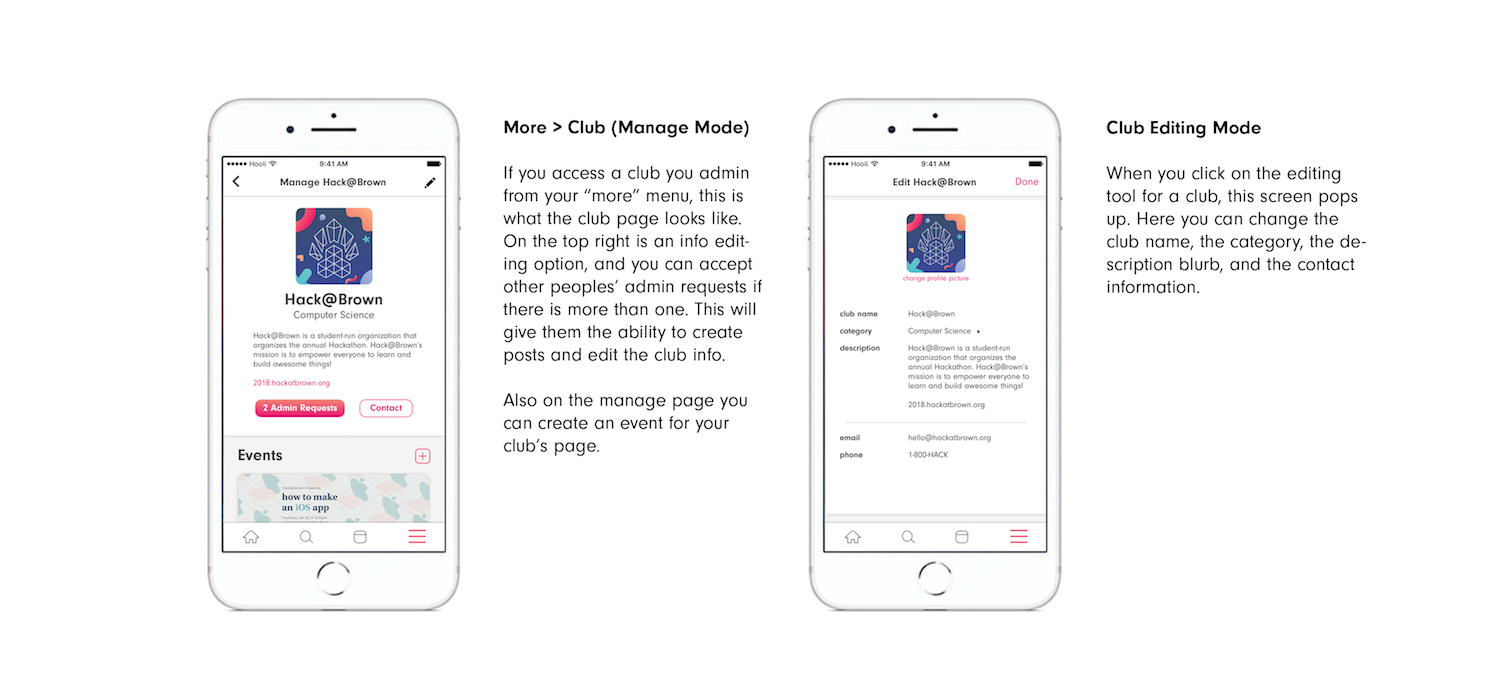 Hooli
9:41 AM
Manage Hack@Brown
Hack@Brown
Computer Science
Hack@Brown is a student-run organization that
organizes the annual Hackathon. Hack@Brown's
mission is to empower everyone to learn and
build awesome things!
2018.hackatbrown.org
2 Admin Requests
Contact
Events
Hack@Brown Presents:
how to make
an iOS app
More > Club (Manage Mode)
If you access a club you admin
from your “more” menu, this is
what the club page looks like.
On the top right is an info edit-
ing option, and you can accept
other peoples’ admin requests if
there is more than one. This will
give them the ability to create
posts and edit the club info.
Also on the manage page you
can create an event for your
club’s page.
Hooli
9:41 AM
Edit Hack@Brown
Done
change profile picture
club name Hack@Brown
category Computer Science
description Hack@Brown is a student-run
organization that organizes the
annual Hackathon. Hack@Brown's
mission is to empower everyone to
learn and build awesome things!
2018.hackatbrown.org
email hello@hackatbrown.org
phone 1-800-HACK
Club Editing Mode
When you click on the editing
tool for a club, this screen pops
up. Here you can change the
club name, the category, the de-
scription blurb, and the contact
information.